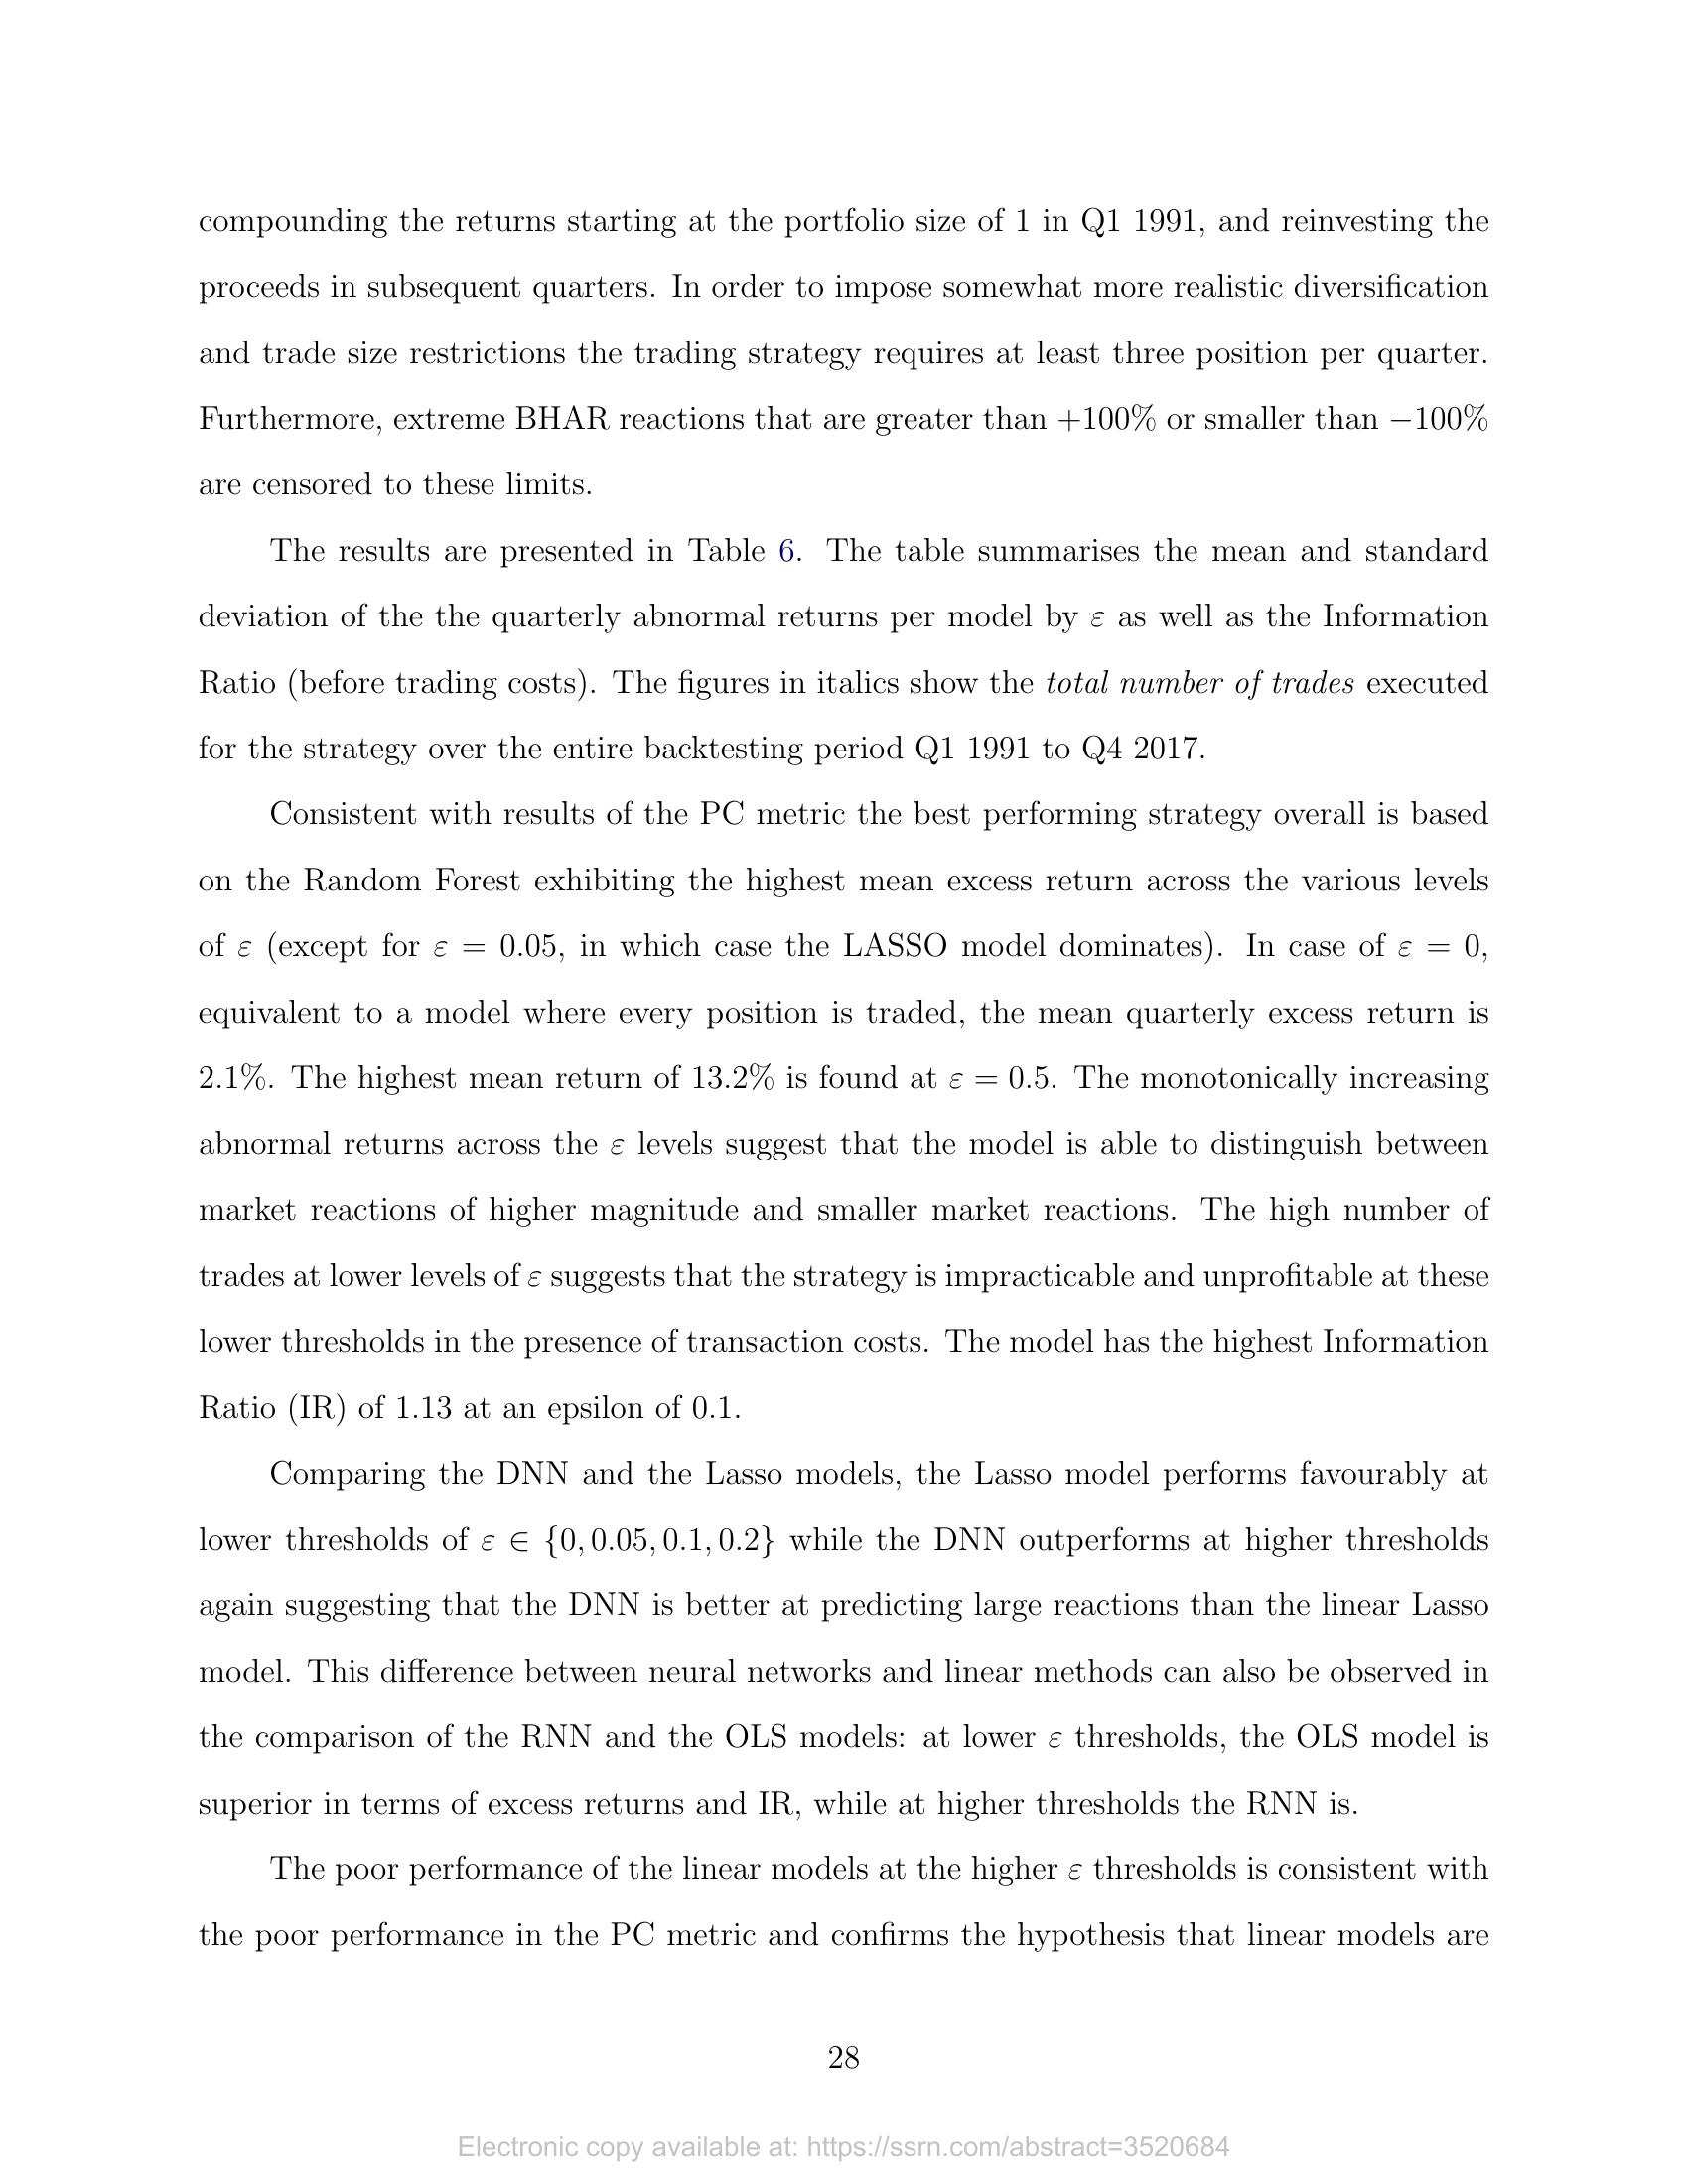 compounding the returns starting at the portfolio size of 1 in Q1 1991, and reinvesting the
proceeds in subsequent quarters. In order to impose somewhat more realistic diversification
and trade size restrictions the trading strategy requires at least three position per quarter.
Furthermore, extreme BHAR reactions that are greater than +100% or smaller than −100%
are censored to these limits.
The results are presented in Table 6. The table summarises the mean and standard
deviation of the the quarterly abnormal returns per model by ε as well as the Information
Ratio (before trading costs). The figures in italics show the total number of trades executed
for the strategy over the entire backtesting period Q1 1991 to Q4 2017.
Consistent with results of the PC metric the best performing strategy overall is based
on the Random Forest exhibiting the highest mean excess return across the various levels
of ε (except for ε = 0.05, in which case the LASSO model dominates). In case of ε = 0,
equivalent to a model where every position is traded, the mean quarterly excess return is
2.1%. The highest mean return of 13.2% is found at ε = 0.5. The monotonically increasing
abnormal returns across the ε levels suggest that the model is able to distinguish between
market reactions of higher magnitude and smaller market reactions. The high number of
trades at lower levels of ε suggests that the strategy is impracticable and unprofitable at these
lower thresholds in the presence of transaction costs. The model has the highest Information
Ratio (IR) of 1.13 at an epsilon of 0.1.
Comparing the DNN and the Lasso models, the Lasso model performs favourably at
lower thresholds of ε ∈ {0, 0.05, 0.1, 0.2} while the DNN outperforms at higher thresholds
again suggesting that the DNN is better at predicting large reactions than the linear Lasso
model. This difference between neural networks and linear methods can also be observed in
the comparison of the RNN and the OLS models: at lower ε thresholds, the OLS model is
superior in terms of excess returns and IR, while at higher thresholds the RNN is.
The poor performance of the linear models at the higher ε thresholds is consistent with
the poor performance in the PC metric and confirms the hypothesis that linear models are
28
Electronic copy available at: https://ssrn.com/abstract=3520684